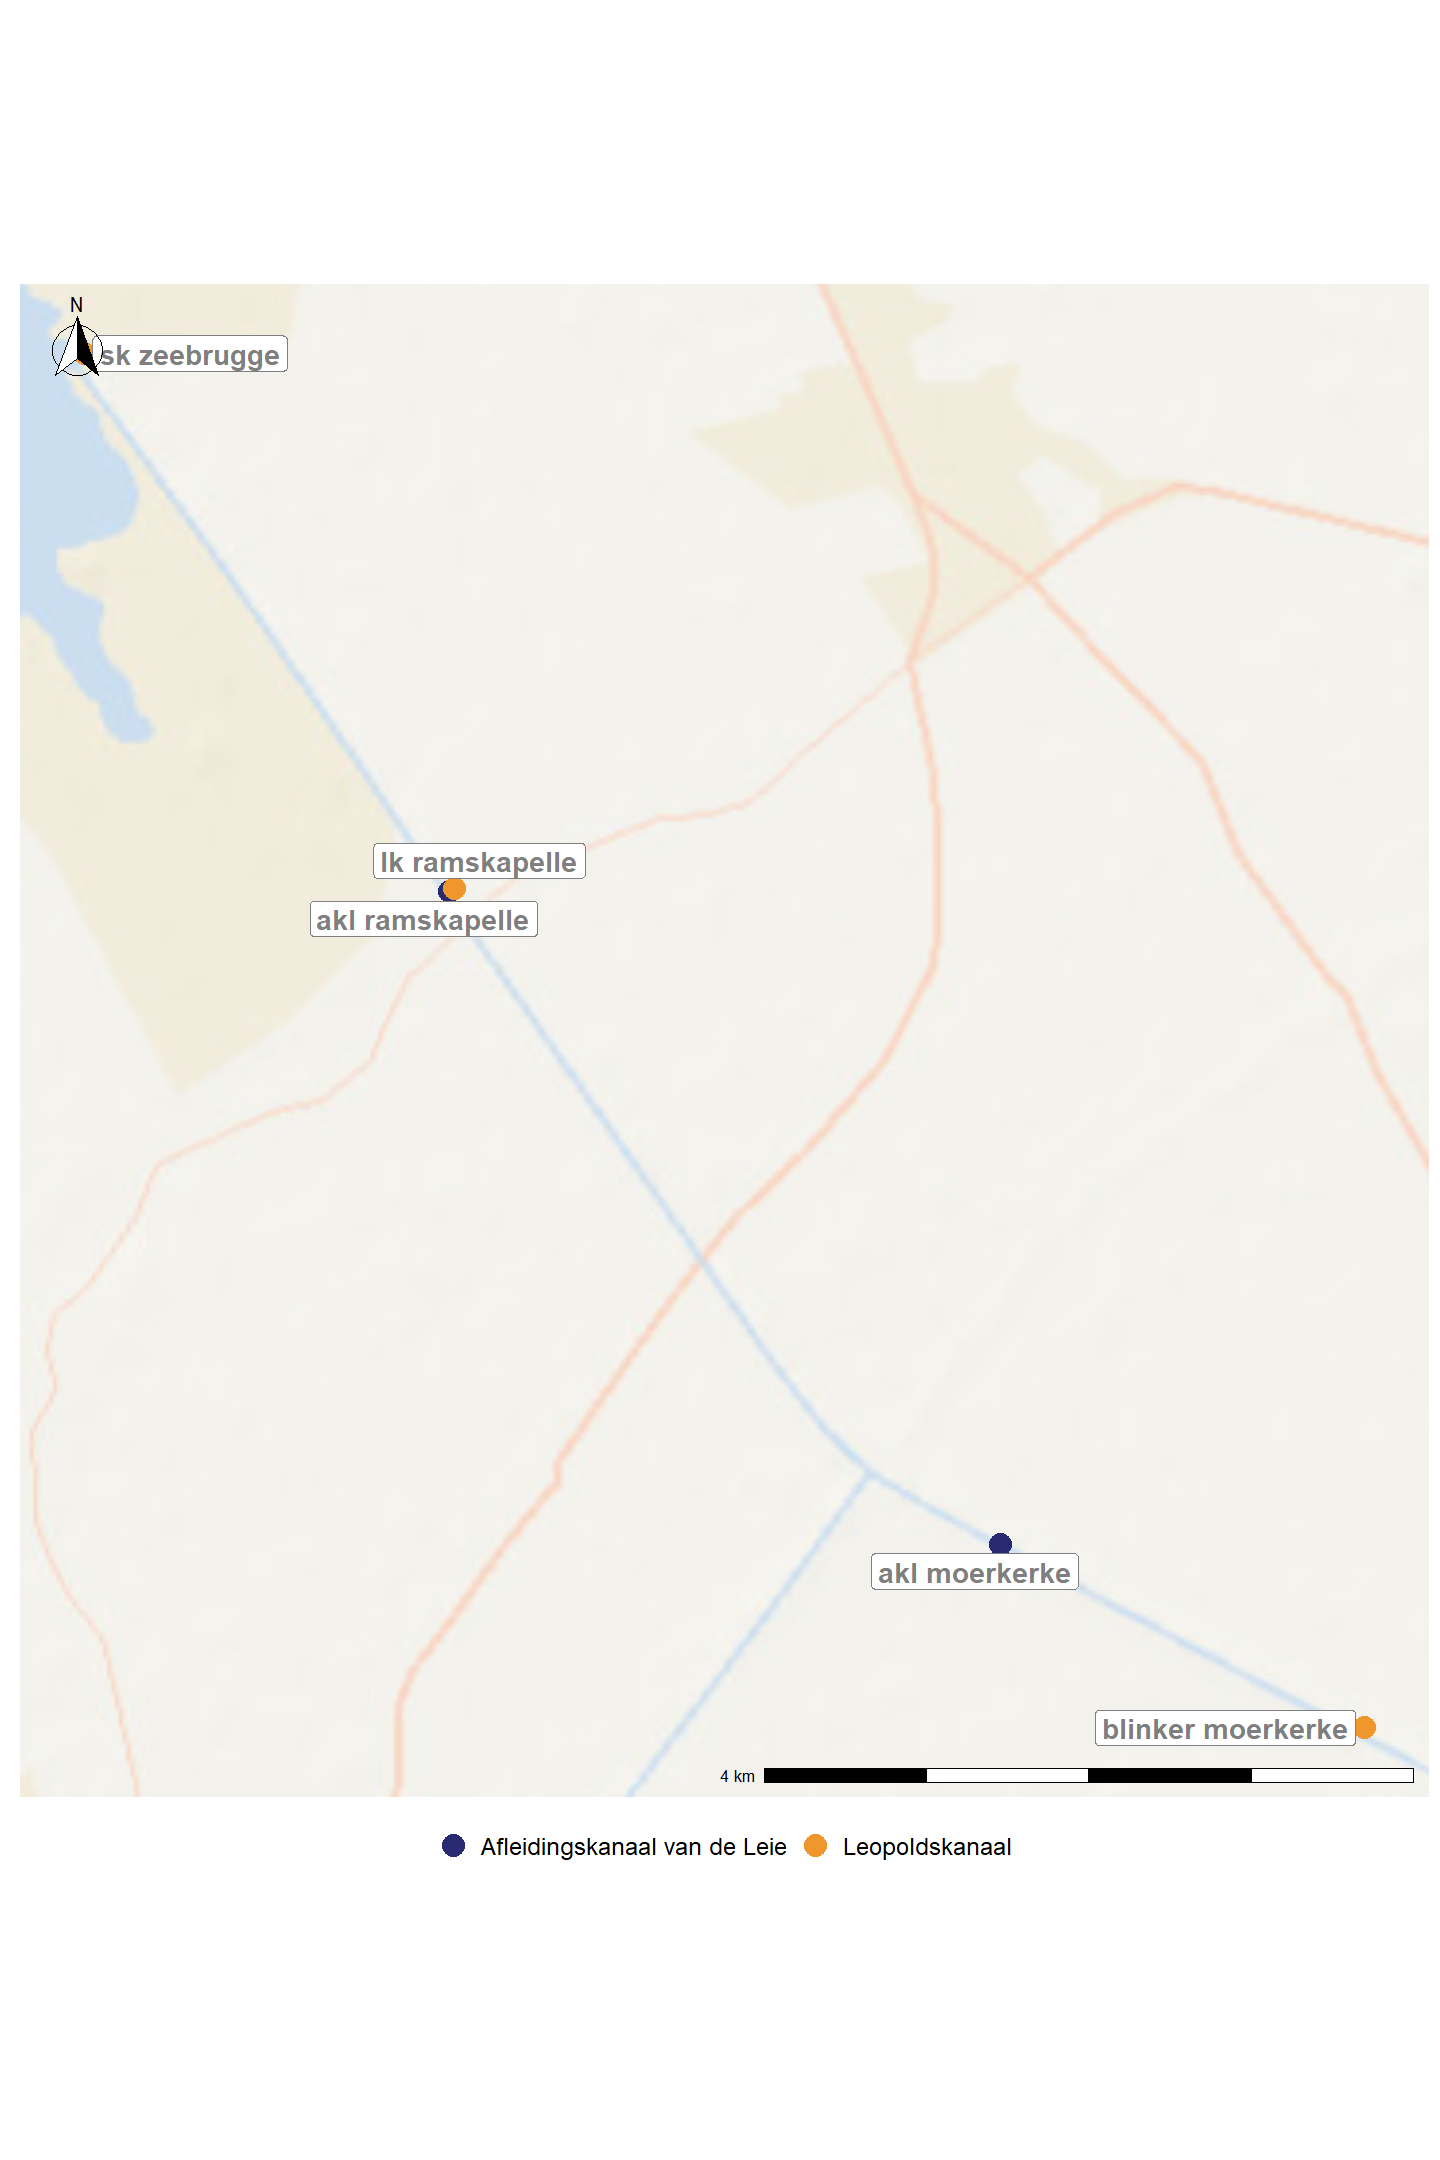 N
sk zeebrugge
lk ramskapelle
akl ramskapelle
akl moerkerke
blinker moerkerke
4 km
Afleidingskanaal van de Leie
Leopoldskanaal